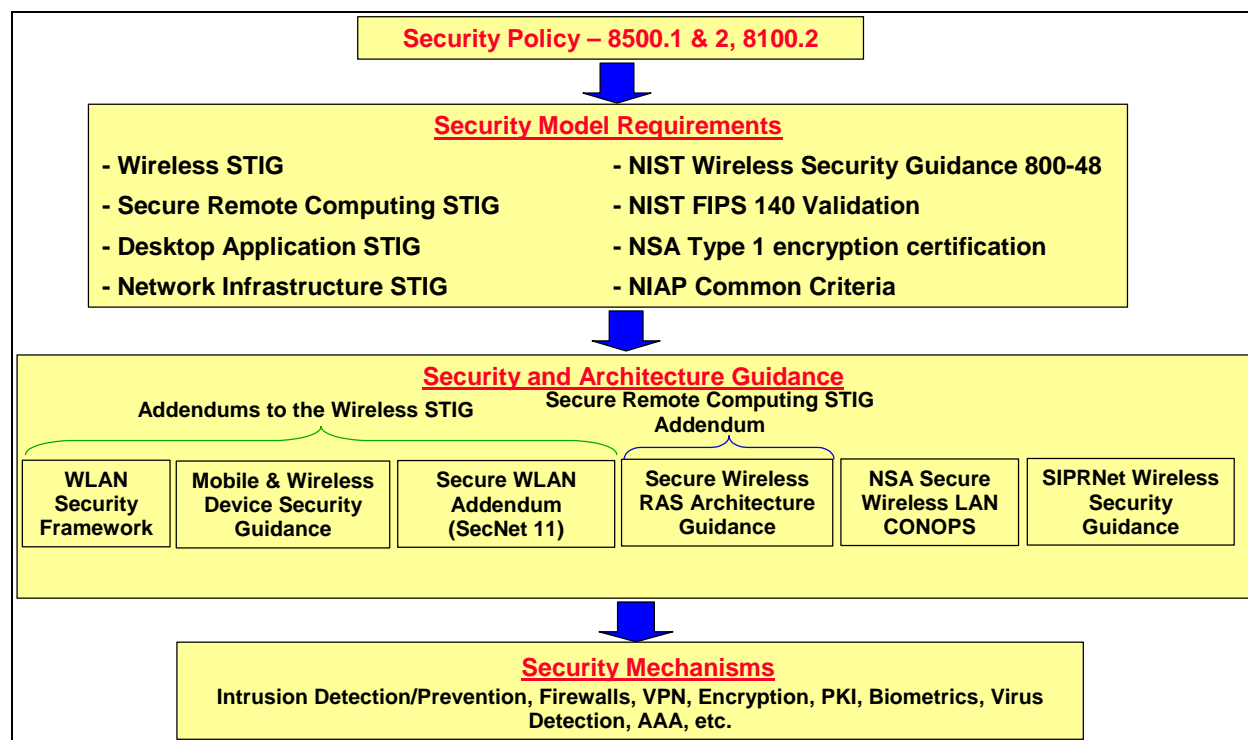 Security Policy – 8500.1 & 2, 8100.2
Security Model Requirements
- Wireless STIG
- Secure Remote Computing STIG
- Desktop Application STIG
- Network Infrastructure STIG
- NIST Wireless Security Guidance 800-48
- NIST FIPS 140 Validation
- NSA Type 1 encryption certification
- NIAP Common Criteria
Security and Architecture Guidance
Addendums to the Wireless STIG
Secure Remote Computing STIG
Addendum
WLAN
Security
Framework
Mobile & Wireless
Device Security
Guidance
Secure WLAN
Addendum
(SecNet 11)
Secure Wireless
RAS Architecture
Guidance
NSA Secure
Wireless LAN
CONOPS
SIPRNet Wireless
Security
Guidance
Security Mechanisms
Intrusion Detection/Prevention, Firewalls, VPN, Encryption, PKI, Biometrics, Virus
Detection, AAA, etc.